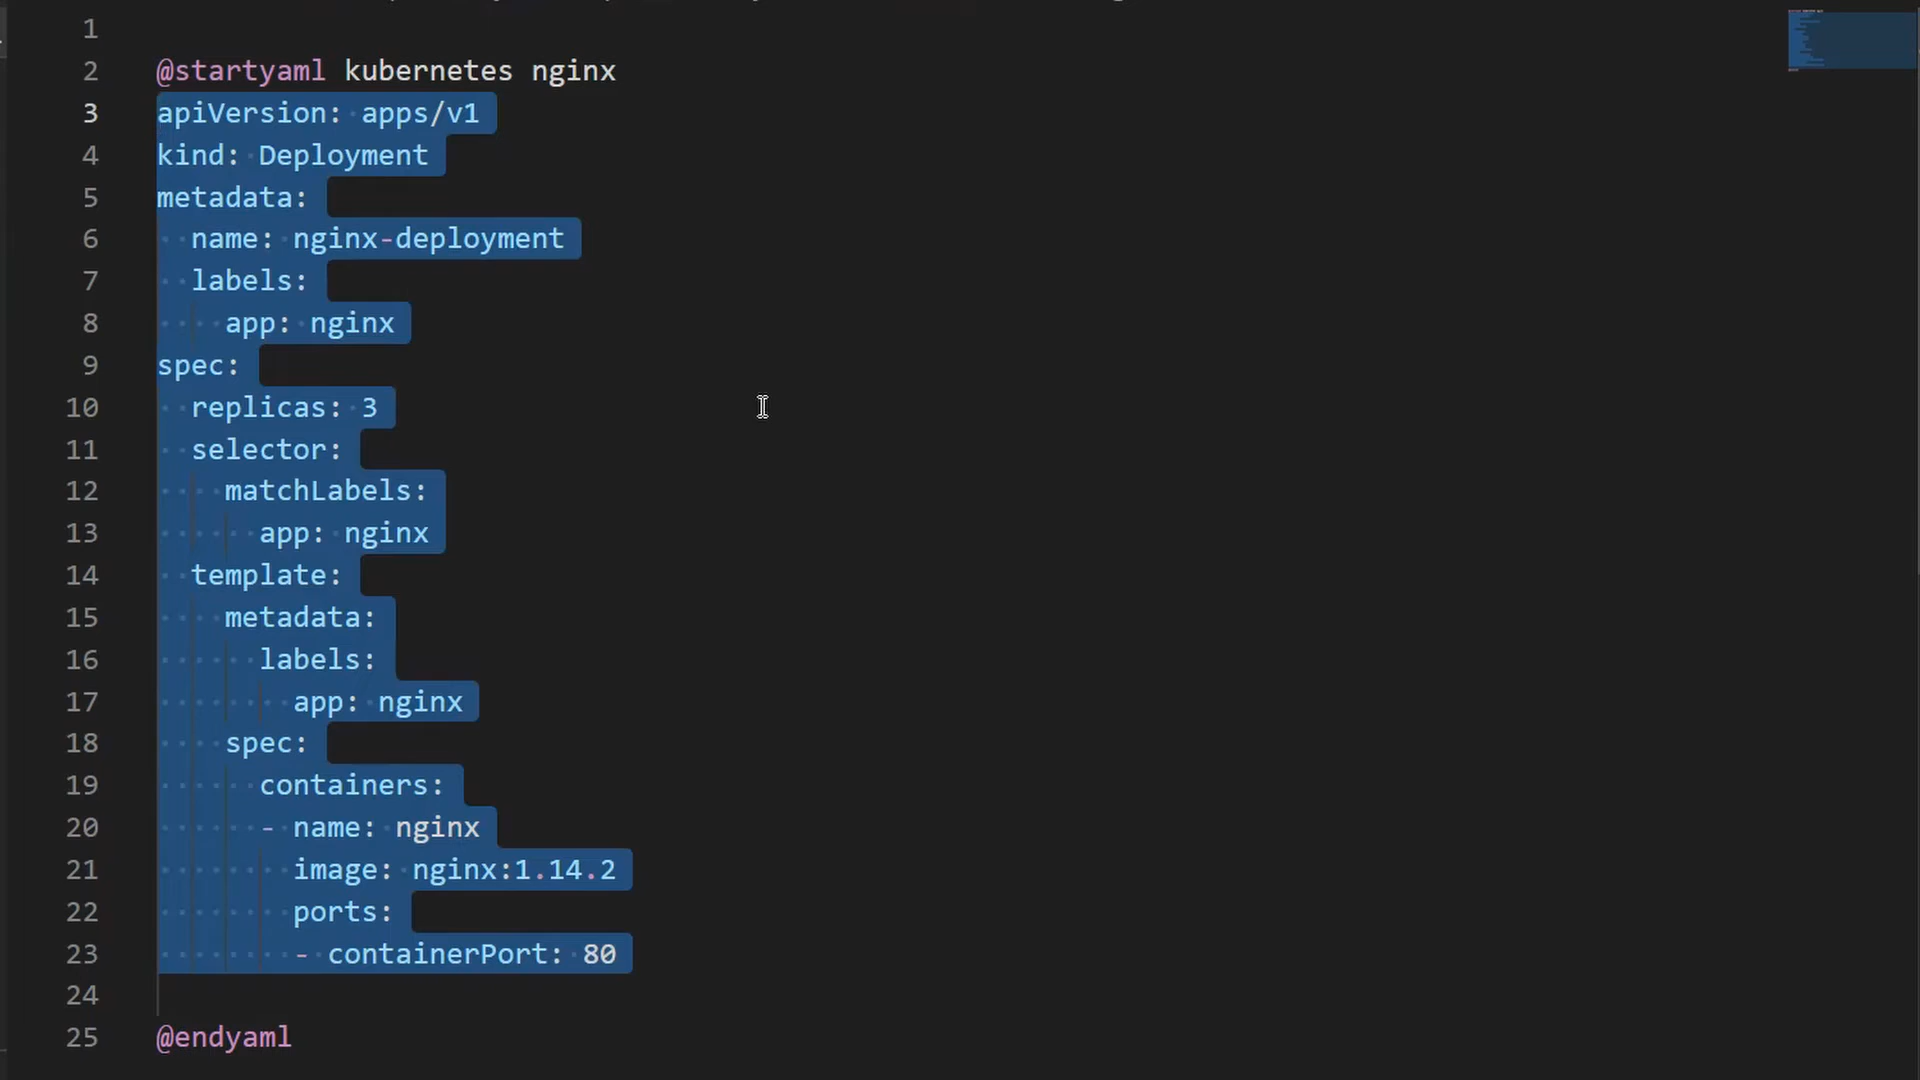 1
2 @startyaml kubernetes nginx
3 apiVersion: apps/v1
4 kind: Deployment
5 metadata:
6   name: nginx-deployment
7   labels:
8     app: nginx
9 spec:
10   replicas: 3
11   selector:
12     matchLabels:
13       app: nginx
14   template:
15     metadata:
16       labels:
17         app: nginx
18     spec:
19       containers:
20       - name: nginx
21         image: nginx:1.14.2
22         ports:
23         - containerPort: 80
24
25 @endyaml